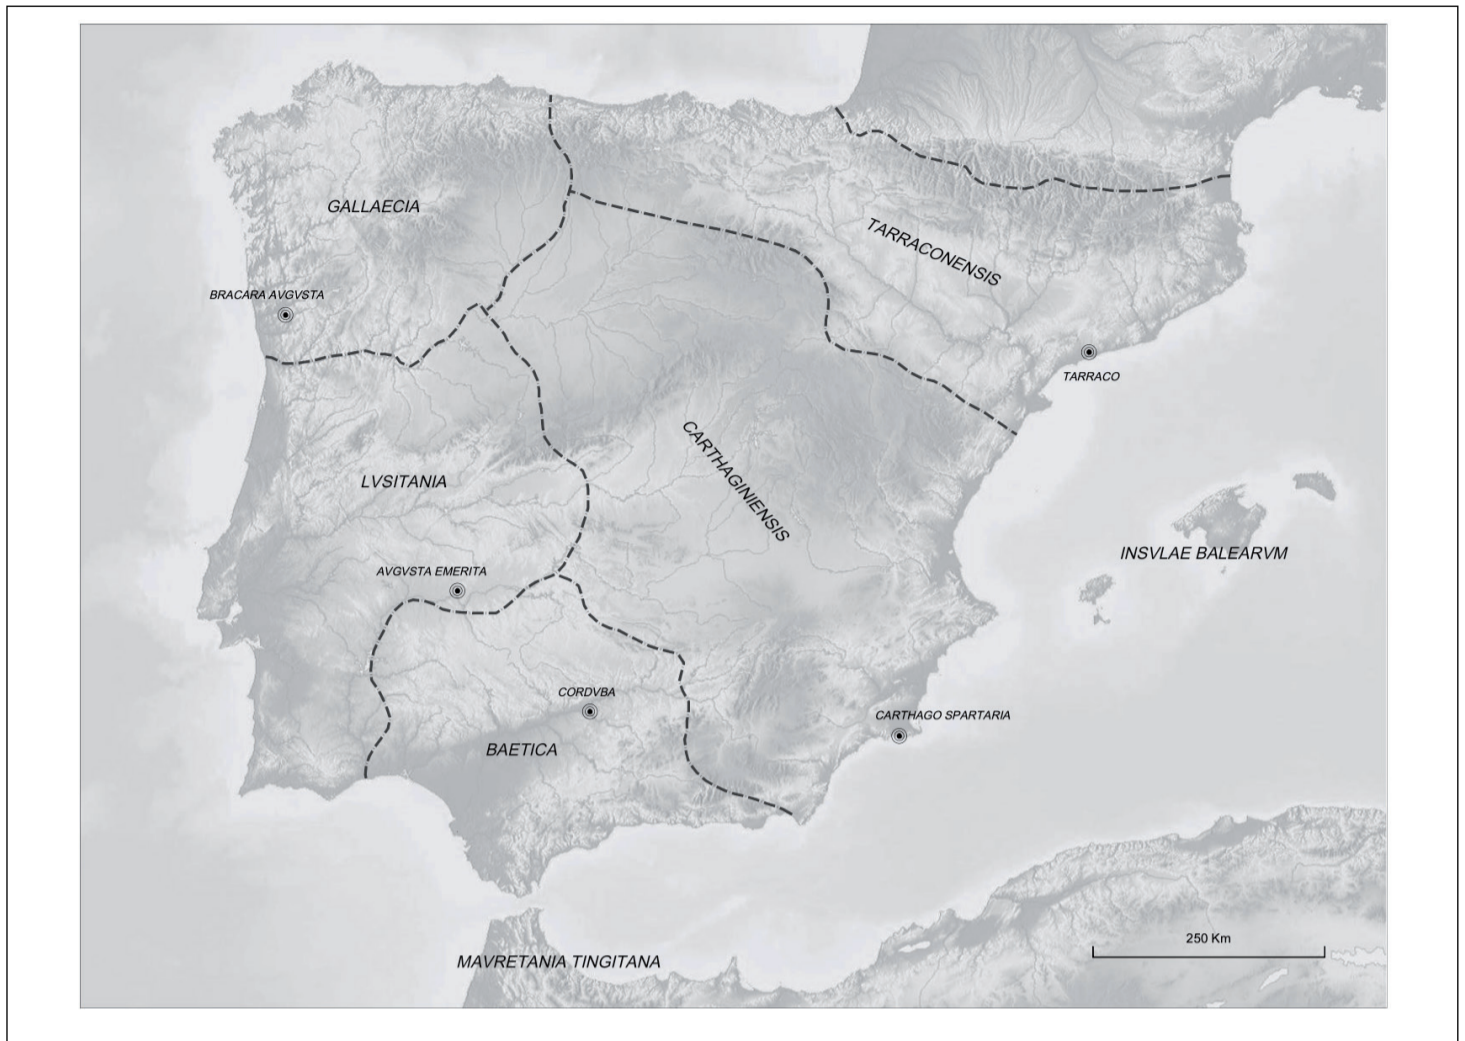 GALLAECIA
TARRACONENSIS
BRACARA AVGVSTA
TARRACO
CARTHAGINIENSIS
LVSITANIA
INSVLAE BALEARVM
AVGVSTA EMERITA
CORDVBA
CARTHAGO SPARTARIA
BAETICA
250 Km
MAVRETANIA TINGITANA